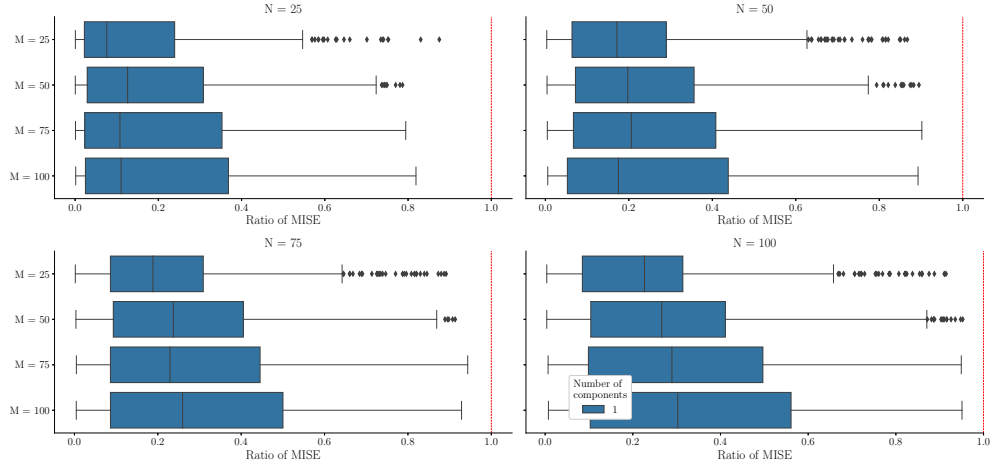 N = 25
N = 50
M = 25
M = 50
M = 75
M = 100
0.0 0.2 0.4 0.6 0.8 1.0
0.0 0.2 0.4 0.6 0.8 1.0
Ratio of MISE
Ratio of MISE
N = 75
N = 100
M = 25
M = 50
M = 75
M = 100
Number of
components
1
0.0 0.2 0.4 0.6 0.8 1.0
0.0 0.2 0.4 0.6 0.8 1.0
Ratio of MISE
Ratio of MISE